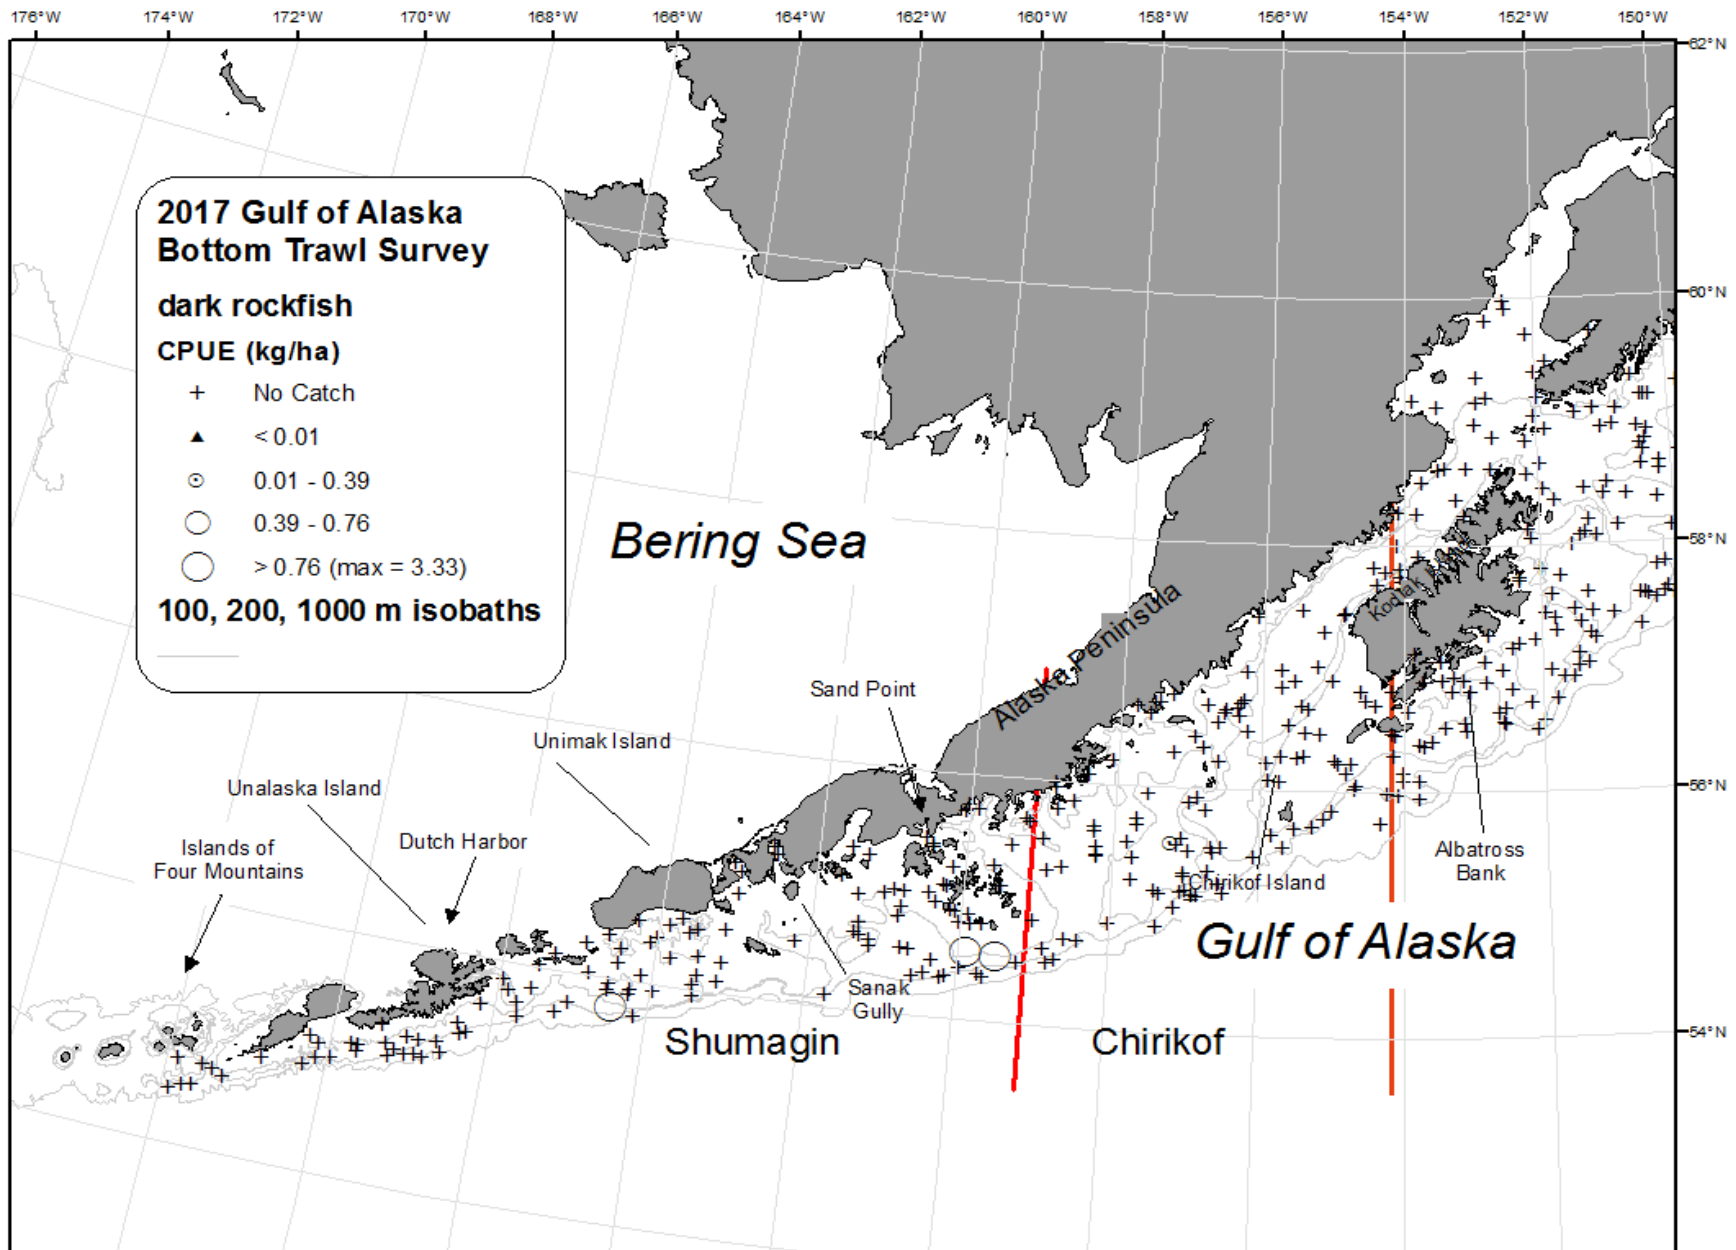 176°W 174°W 172°W 170°W 168°W 166°W 164°W 162°W 160°W 158°W 156°W 154°W 152°W 150°W
62°N
2017 Gulf of Alaska
Bottom Trawl Survey
dark rockfish
CPUE (kg/ha)
No Catch
< 0.01
0.01 - 0.39
0.39 - 0.76
> 0.76 (max = 3.33)
100, 200, 1000 m isobaths
60°N
Bering Sea
58°N
Kodiak
Alaska Peninsula
Sand Point
Unimak Island
Unalaska Island
56°N
Dutch Harbor
Islands of
Four Mountains
Albatross
Bank
Chirikof Island
Gulf of Alaska
Sanak
Gully
Shumagin
Chirikof
54°N